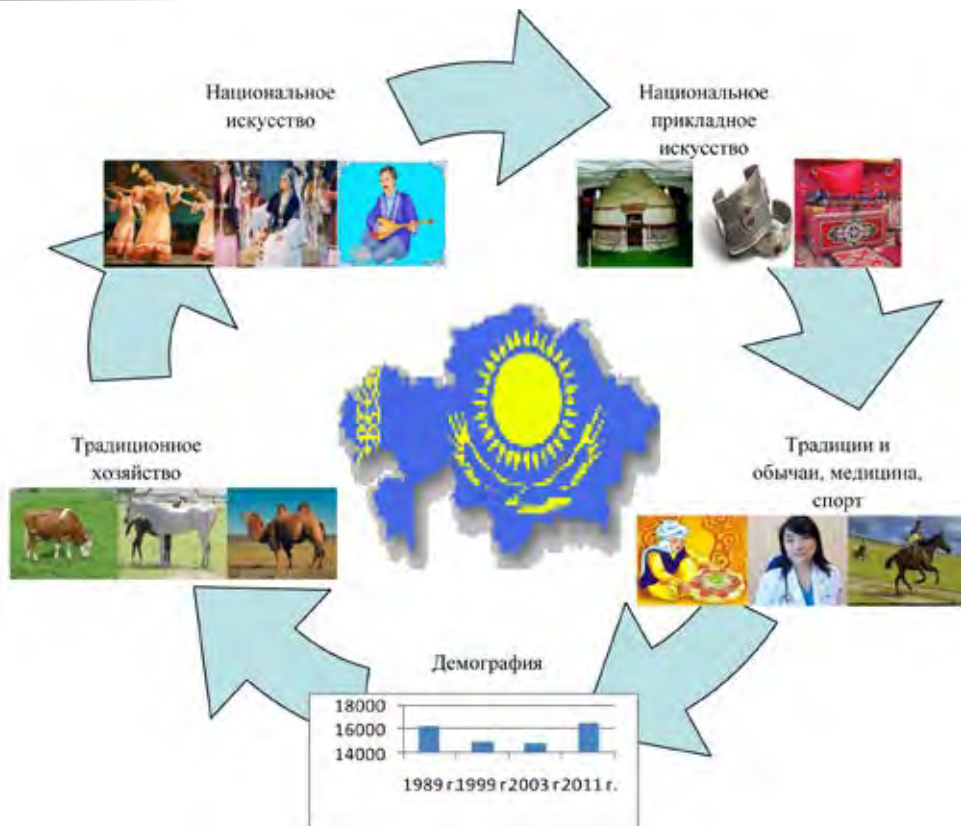 Национальное
искусство
Национальное
прикладное
искусство
Традиционное
хозяйство
Традиции и
обычаи, медицина,
спорт
Демография
18000
16000
14000
1989 г.1999 г.2003 г.2011 г.